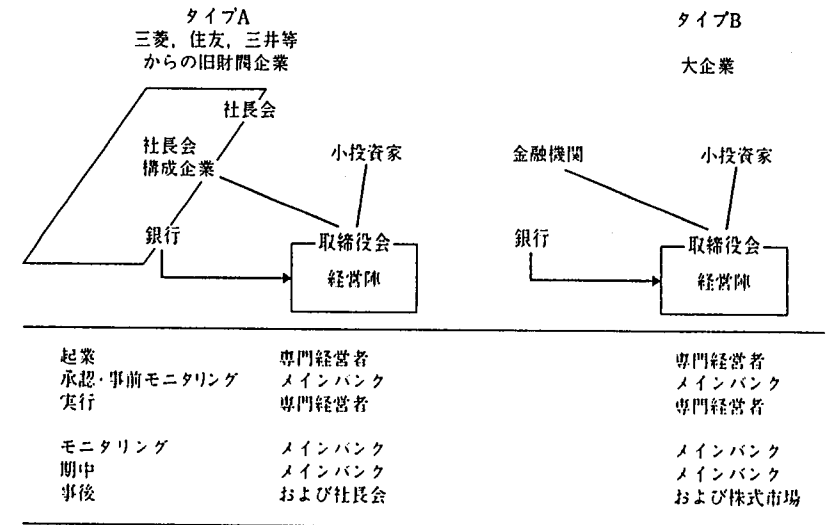 タイプA
三菱，住友，三井等
からの旧財閥企業
社長会
社長会
構成企業
小投資家
銀行
取締役会
経営陣
タイプB
大企業
金融機関
小投資家
銀行
取締役会
経営陣
起業 専門経営者 専門経営者
承認・事前モニタリング メインバンク メインバンク
実行 専門経営者 専門経営者
モニタリング メインバンク メインバンク
期中 メインバンク メインバンク
事後 および社長会 および株式市場